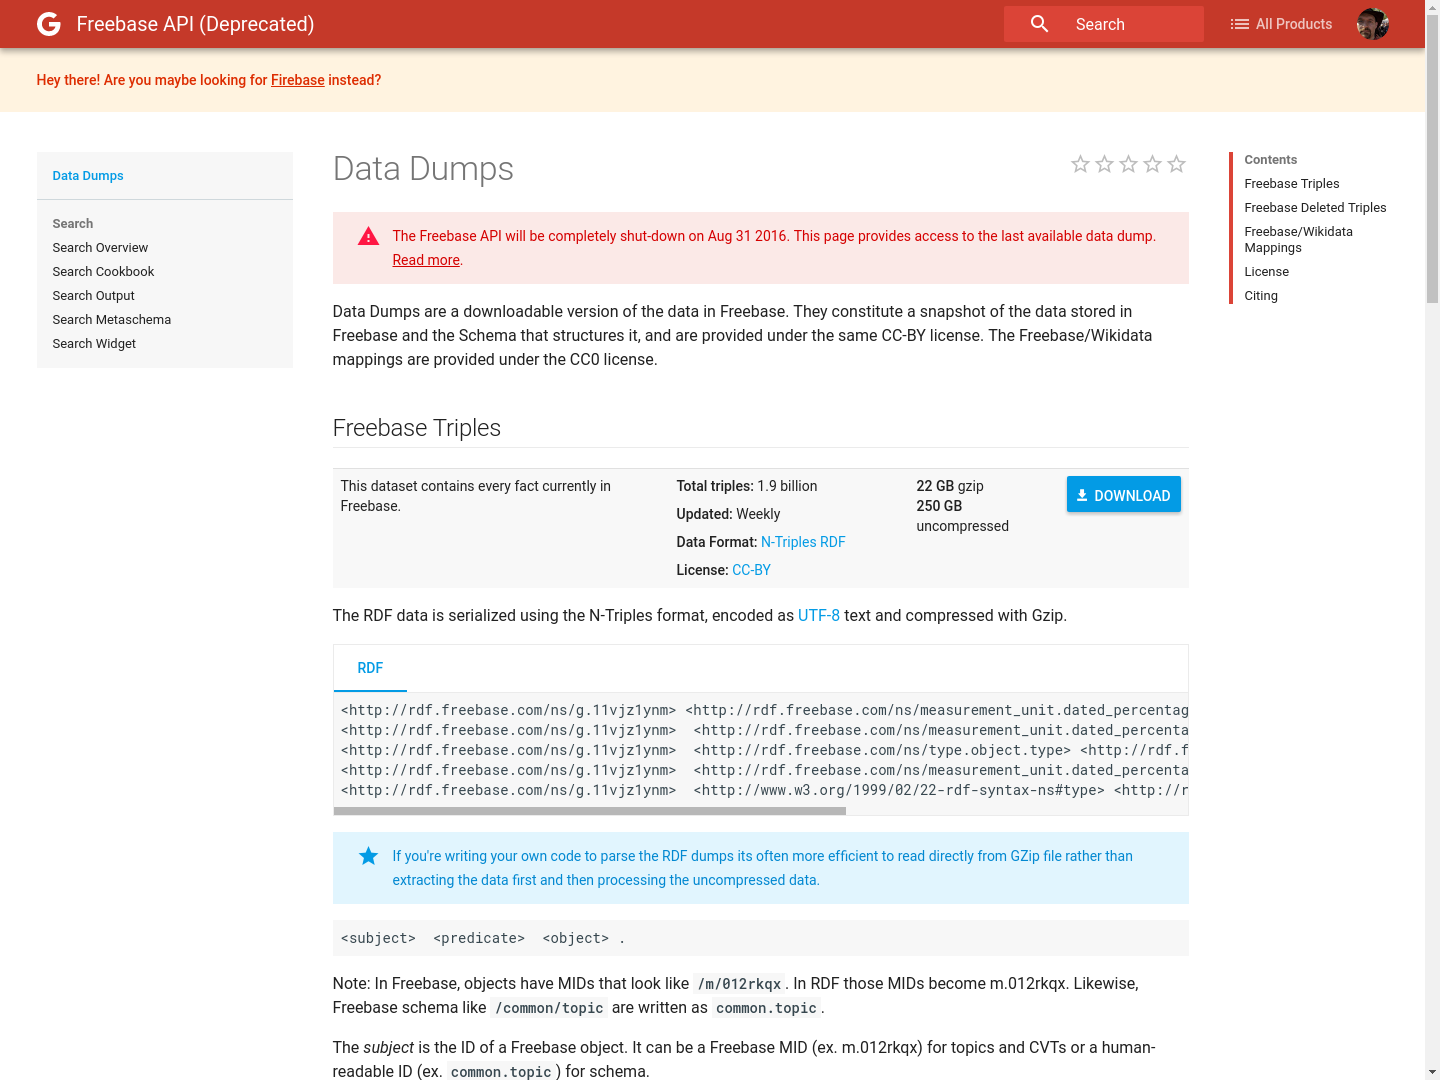 Freebase API (Deprecated)
Search
All Products
Hey there! Are you maybe looking for Firebase instead?
Data Dumps
Search
Search Overview
Search Cookbook
Search Output
Search Metaschema
Search Widget
Data Dumps
The Freebase API will be completely shut-down on Aug 31 2016. This page provides access to the last available data dump.
Read more.
Data Dumps are a downloadable version of the data in Freebase. They constitute a snapshot of the data stored in
Freebase and the Schema that structures it, and are provided under the same CC-BY license. The Freebase/Wikidata
mappings are provided under the CC0 license.
Freebase Triples
This dataset contains every fact currently in
Freebase.
Total triples: 1.9 billion
Updated: Weekly
Data Format: N-Triples RDF
License: CC-BY
22 GB gzip
250 GB
uncompressed
DOWNLOAD
The RDF data is serialized using the N-Triples format, encoded as UTF-8 text and compressed with Gzip.
RDF
<http://rdf.freebase.com/ns/g.11vjz1ynm> <http://rdf.freebase.com/ns/measurement_unit.dated_percentag
<http://rdf.freebase.com/ns/g.11vjz1ynm>  <http://rdf.freebase.com/ns/measurement_unit.dated_percenta
<http://rdf.freebase.com/ns/g.11vjz1ynm>  <http://rdf.freebase.com/ns/type.object.type> <http://rdf.f
<http://rdf.freebase.com/ns/g.11vjz1ynm>  <http://rdf.freebase.com/ns/measurement_unit.dated_percenta
<http://rdf.freebase.com/ns/g.11vjz1ynm>  <http://www.w3.org/1999/02/22-rdf-syntax-ns#type> <http://r
If you're writing your own code to parse the RDF dumps its often more efficient to read directly from GZip file rather than
extracting the data first and then processing the uncompressed data.
<subject>  <predicate>  <object> .
Note: In Freebase, objects have MIDs that look like /m/012rkqx. In RDF those MIDs become m.012rkqx. Likewise,
Freebase schema like /common/topic are written as common.topic.
The subject is the ID of a Freebase object. It can be a Freebase MID (ex. m.012rkqx) for topics and CVTs or a human-
readable ID (ex. common.topic) for schema.
Contents
Freebase Triples
Freebase Deleted Triples
Freebase/Wikidata
Mappings
License
Citing